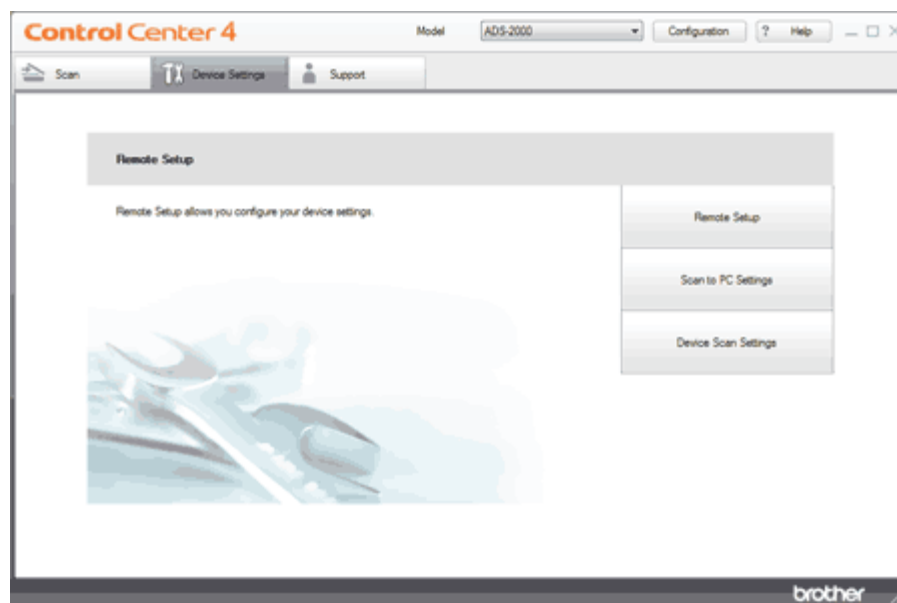 Control Center 4
Model ADS-2000 Configuration ? Help
Scan Device Settings Support
Remote Setup
Remote Setup allows you configure your device settings.
Remote Setup
Scan to PC Settings
Device Scan Settings
brother